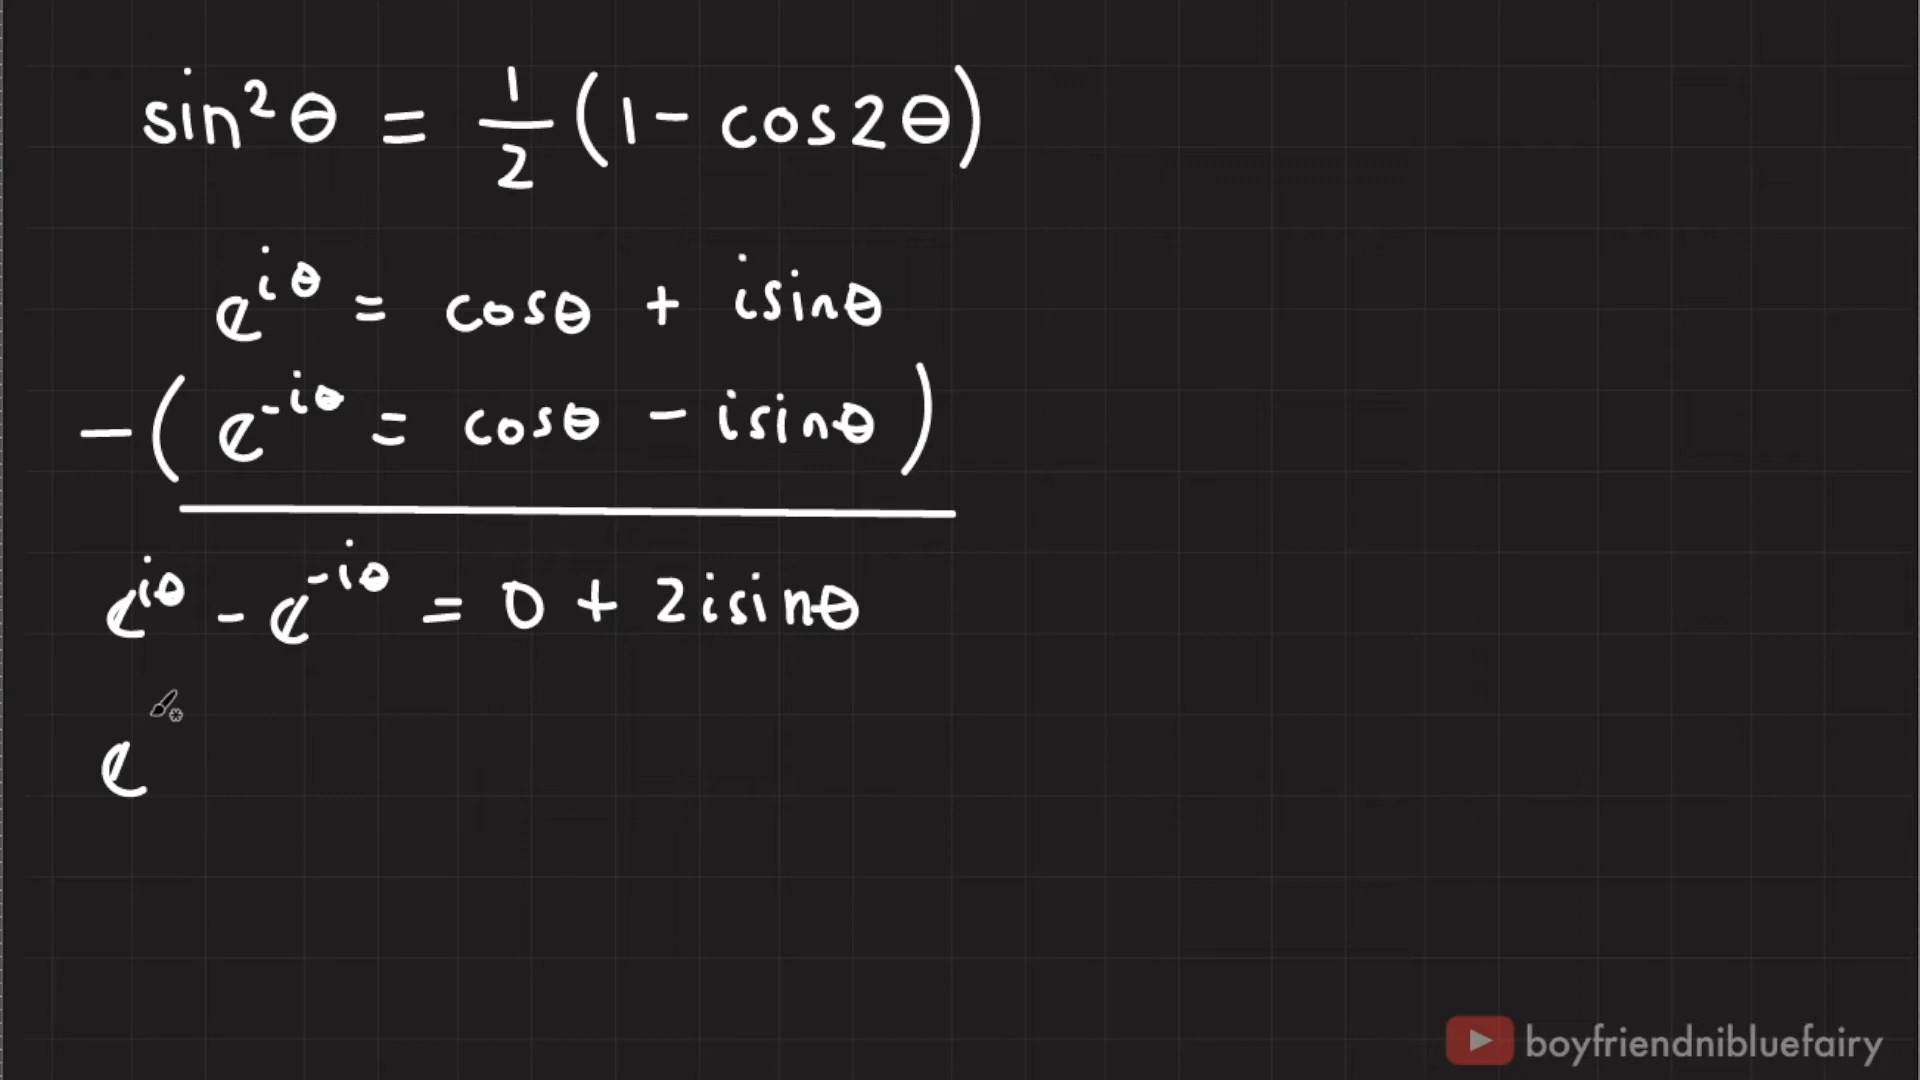 sin²θ = 1/2 (1 - cos2θ)
e^{iθ} = cosθ + isinθ
-( e^{-iθ} = cosθ - isinθ )
e^{iθ} - e^{-iθ} = 0 + 2isinθ
e
boyfriendnibluefairy